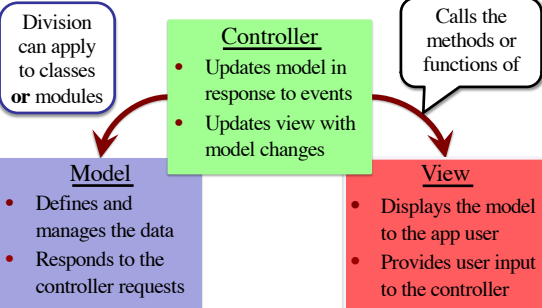 Division
can apply
to classes
or modules
Controller
• Updates model in
response to events
• Updates view with
model changes
Calls the
methods or
functions of
Model
• Defines and
manages the data
• Responds to the
controller requests
View
• Displays the model
to the app user
• Provides user input
to the controller